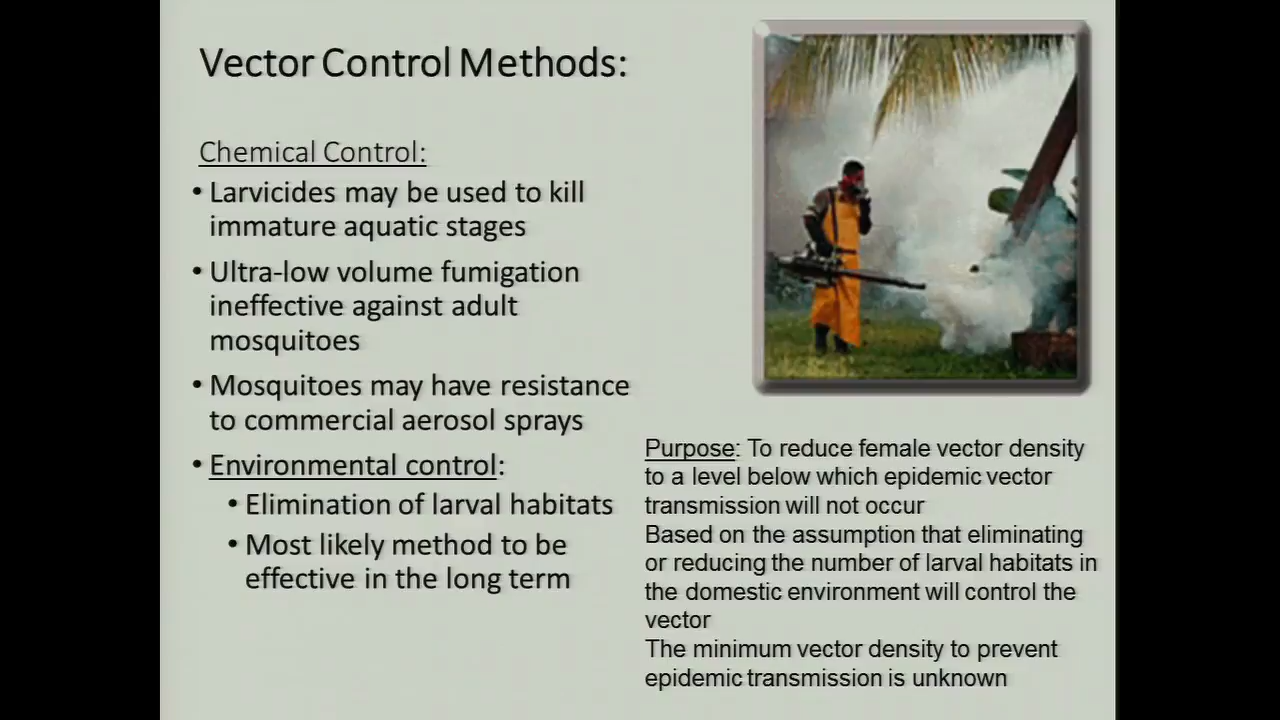 Vector Control Methods:
Chemical Control:
• Larvicides may be used to kill
immature aquatic stages
• Ultra-low volume fumigation
ineffective against adult
mosquitoes
• Mosquitoes may have resistance
to commercial aerosol sprays
• Environmental control:
• Elimination of larval habitats
• Most likely method to be
effective in the long term
Purpose: To reduce female vector density
to a level below which epidemic vector
transmission will not occur
Based on the assumption that eliminating
or reducing the number of larval habitats in
the domestic environment will control the
vector
The minimum vector density to prevent
epidemic transmission is unknown